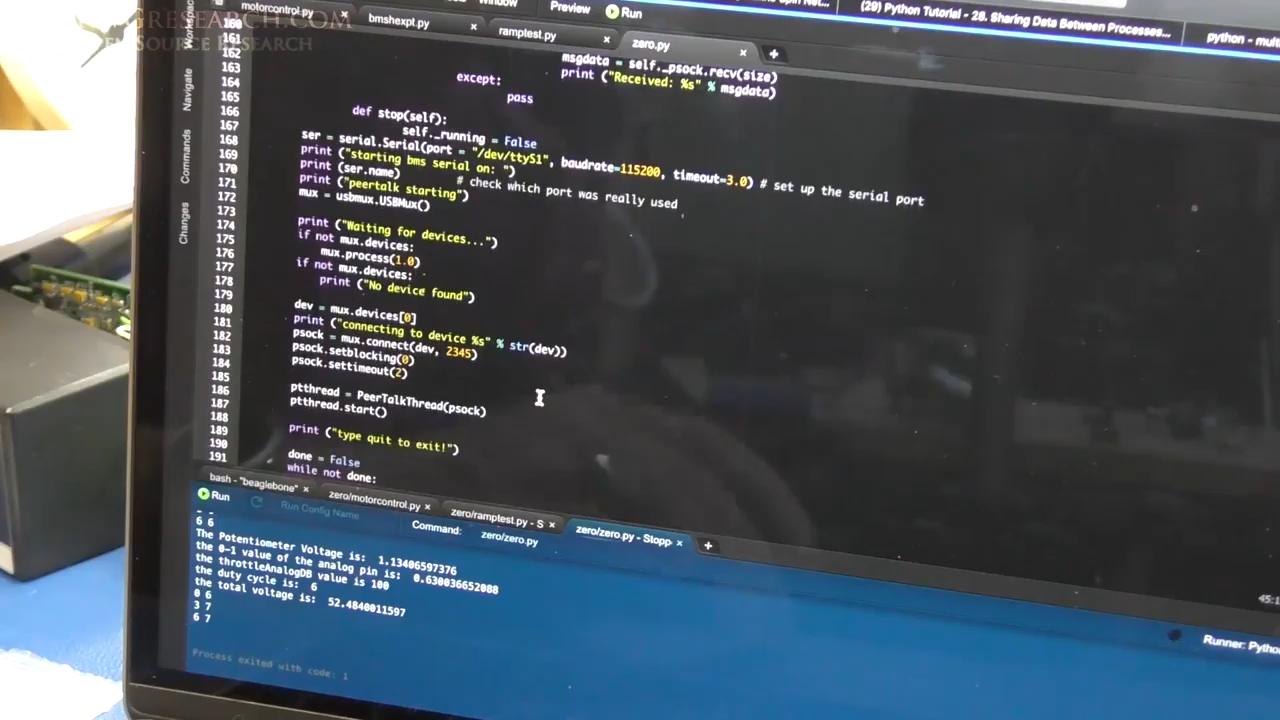 GRESEARCH.COM
EN SOURCE RESEARCH
Window
Preview
Run
(29) Python Tutorial - 28. Sharing Data Between Processes...
python - mult
motorcontrol.py ×
bmshexpt.py ×
ramptest.py ×
zero.py ×
Navigate
Commands
Changes
160
161
162 msgdata = self._psock.recv(size)
163 print ("Received: %s" % msgdata)
164 except:
165 pass
166 def stop(self):
167 self._running = False
168 ser = serial.Serial(port = "/dev/ttyS1", baudrate=115200, timeout=3.0) # set up the serial port
169 print ("starting bms serial on: ")
170 print (ser.name) # check which port was really used
171 print ("peertalk starting")
172 mux = usbmux.USBMux()
173
174 print ("Waiting for devices...")
175 if not mux.devices:
176 mux.process(1.0)
177 if not mux.devices:
178 print ("No device found")
179
180 dev = mux.devices[0]
181 print ("connecting to device %s" % str(dev))
182 psock = mux.connect(dev, 2345)
183 psock.setblocking(0)
184 psock.settimeout(2)
185
186 ptthread = PeerTalkThread(psock)
187 ptthread.start()
188
189 print ("type quit to exit!")
190 done = False
191 while not done:
bash - "beaglebone" ×
zero/motorcontrol.py ×
zero/ramptest.py - S ×
zero/zero.py - Stopp ×
Run
Run Config Name
Command:
zero/zero.py
6 6
The Potentiometer Voltage is: 1.13406597376
the 0-1 value of the analog pin is: 0.630036652088
the throttleAnalogDB value is 100
the duty cycle is: 6
the total voltage is: 52.4840011597
0 6
3 7
6 7
Process exited with code: 1
45:1
Runner: Pytho